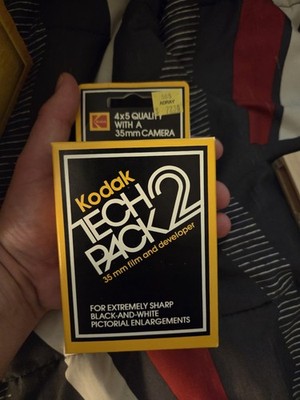 4x5 QUALITY
WITH A
35mm CAMERA
Kodak
TECH
PACK 2
35 mm film and developer
FOR EXTREMELY SHARP
BLACK-AND-WHITE
PICTORIAL ENLARGEMENTS